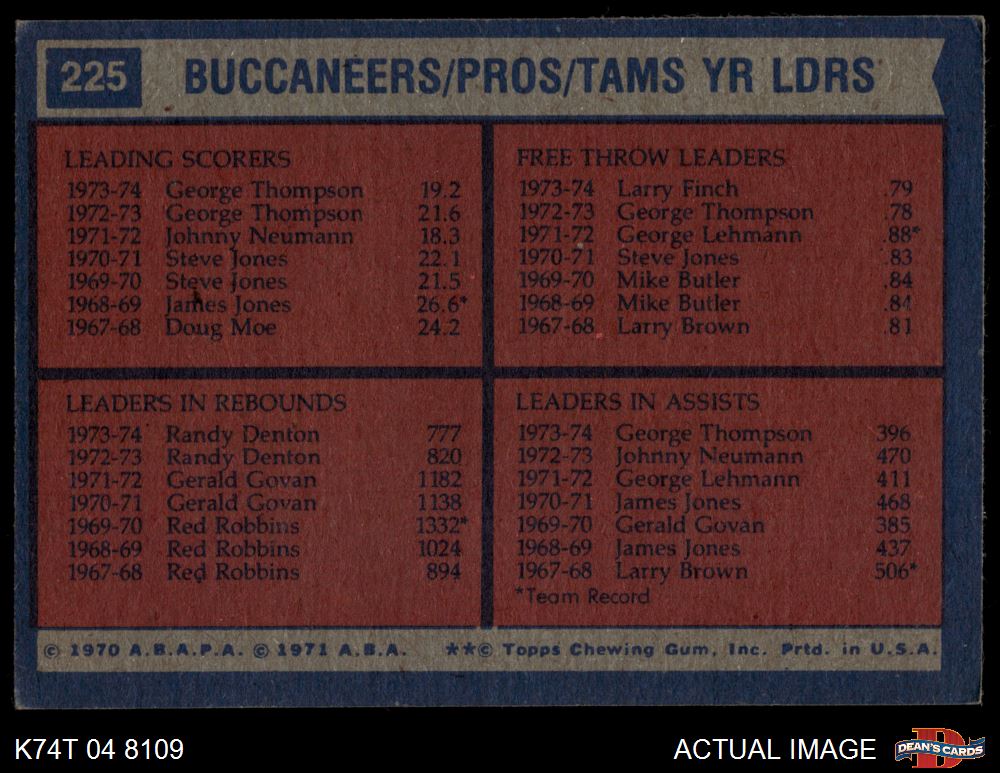 225 BUCCANEERS/PROS/TAMS YR LDRS
LEADING SCORERS
1973-74 George Thompson 19.2
1972-73 George Thompson 21.6
1971-72 Johnny Neumann 18.3
1970-71 Steve Jones 22.1
1969-70 Steve Jones 21.5
1968-69 James Jones 26.6*
1967-68 Doug Moe 24.2
FREE THROW LEADERS
1973-74 Larry Finch .79
1972-73 George Thompson .78
1971-72 George Lehmann .88*
1970-71 Steve Jones .83
1969-70 Mike Butler .84
1968-69 Mike Butler .84
1967-68 Larry Brown .81
LEADERS IN REBOUNDS
1973-74 Randy Denton 777
1972-73 Randy Denton 820
1971-72 Gerald Govan 1182
1970-71 Gerald Govan 1138
1969-70 Red Robbins 1332*
1968-69 Red Robbins 1024
1967-68 Red Robbins 894
LEADERS IN ASSISTS
1973-74 George Thompson 396
1972-73 Johnny Neumann 470
1971-72 George Lehmann 411
1970-71 James Jones 468
1969-70 Gerald Govan 385
1968-69 James Jones 437
1967-68 Larry Brown 506*
*Team Record
© 1970 A.B.A.P.A. © 1971 A.B.A. **© Topps Chewing Gum, Inc. Prtd. in U.S.A.
K74T 04 8109 ACTUAL IMAGE
DEAN'S CARDS